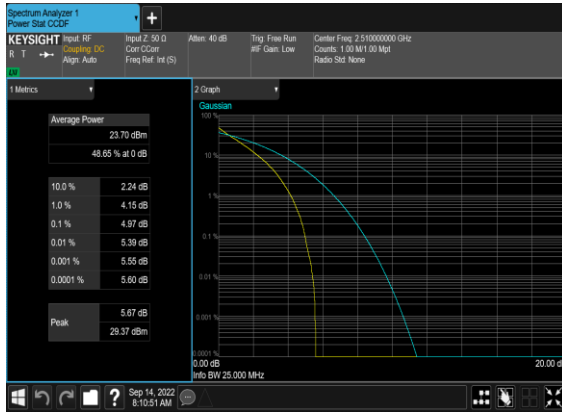 Spectrum Analyzer 1
Power Stat CCDF
KEYSIGHT
R T
LXI
Input: RF
Coupling: DC
Align: Auto
Input Z: 50 Ω
Corr CCorr
Freq Ref: Int (S)
Atten: 40 dB
Trig: Free Run
#IF Gain: Low
Center Freq: 2.510000000 GHz
Counts: 1.00 M/1.00 Mpt
Radio Std: None
1 Metrics
Average Power
23.70 dBm
48.65 % at 0 dB
10.0 % 2.24 dB
1.0 % 4.15 dB
0.1 % 4.97 dB
0.01 % 5.39 dB
0.001 % 5.55 dB
0.0001 % 5.60 dB
Peak
5.67 dB
29.37 dBm
2 Graph
Gaussian
100 %
10 %
1 %
0.1 %
0.01 %
0.001 %
0.0001 %
0.00 dB
20.00 d
Info BW 25.000 MHz
?
Sep 14, 2022
8:10:51 AM